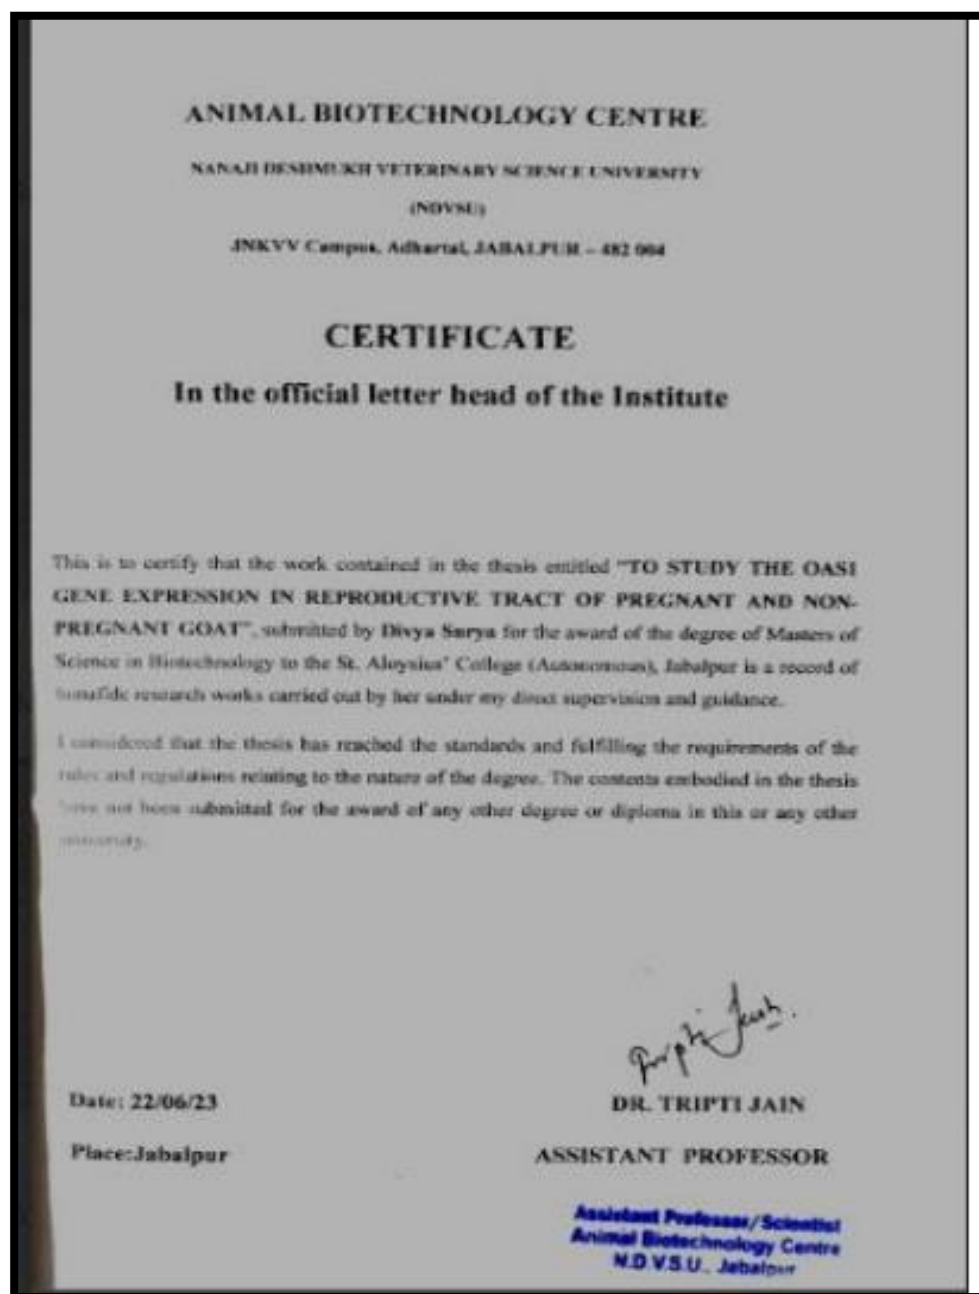 ANIMAL BIOTECHNOLOGY CENTRE
NANAJI DESHMUKH VETERINARY SCIENCE UNIVERSITY
(NDVSU)
JNKVV Campus, Adhartal, JABALPUR – 482 004
CERTIFICATE
In the official letter head of the Institute
This is to certify that the work contained in the thesis entitled "TO STUDY THE OAS1
GENE EXPRESSION IN REPRODUCTIVE TRACT OF PREGNANT AND NON-
PREGNANT GOAT", submitted by Divya Surya for the award of the degree of Masters of
Science in Biotechnology to the St. Aloysius' College (Autonomous), Jabalpur is a record of
bonafide research works carried out by her under my direct supervision and guidance.
I considered that the thesis has reached the standards and fulfilling the requirements of the
rules and regulations relating to the nature of the degree. The contents embodied in the thesis
have not been submitted for the award of any other degree or diploma in this or any other
university.
Tripti Jain.
Date: 22/06/23
DR. TRIPTI JAIN
Place:Jabalpur
ASSISTANT PROFESSOR
Assistant Professor/Scientist
Animal Biotechnology Centre
N.D.V.S.U., Jabalpur